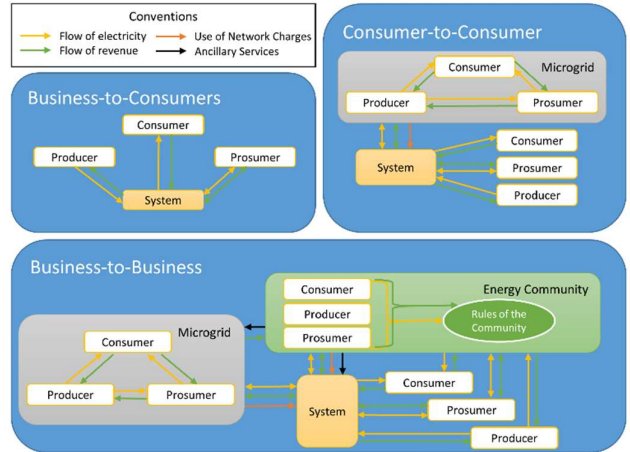 Conventions
Flow of electricity
Use of Network Charges
Flow of revenue
Ancillary Services
Business-to-Consumers
Consumer
Producer
Prosumer
System
Consumer-to-Consumer
Microgrid
Consumer
Producer
Prosumer
System
Consumer
Prosumer
Producer
Business-to-Business
Microgrid
Consumer
Producer
Prosumer
Energy Community
Consumer
Producer
Prosumer
Rules of the
Community
System
Consumer
Prosumer
Producer